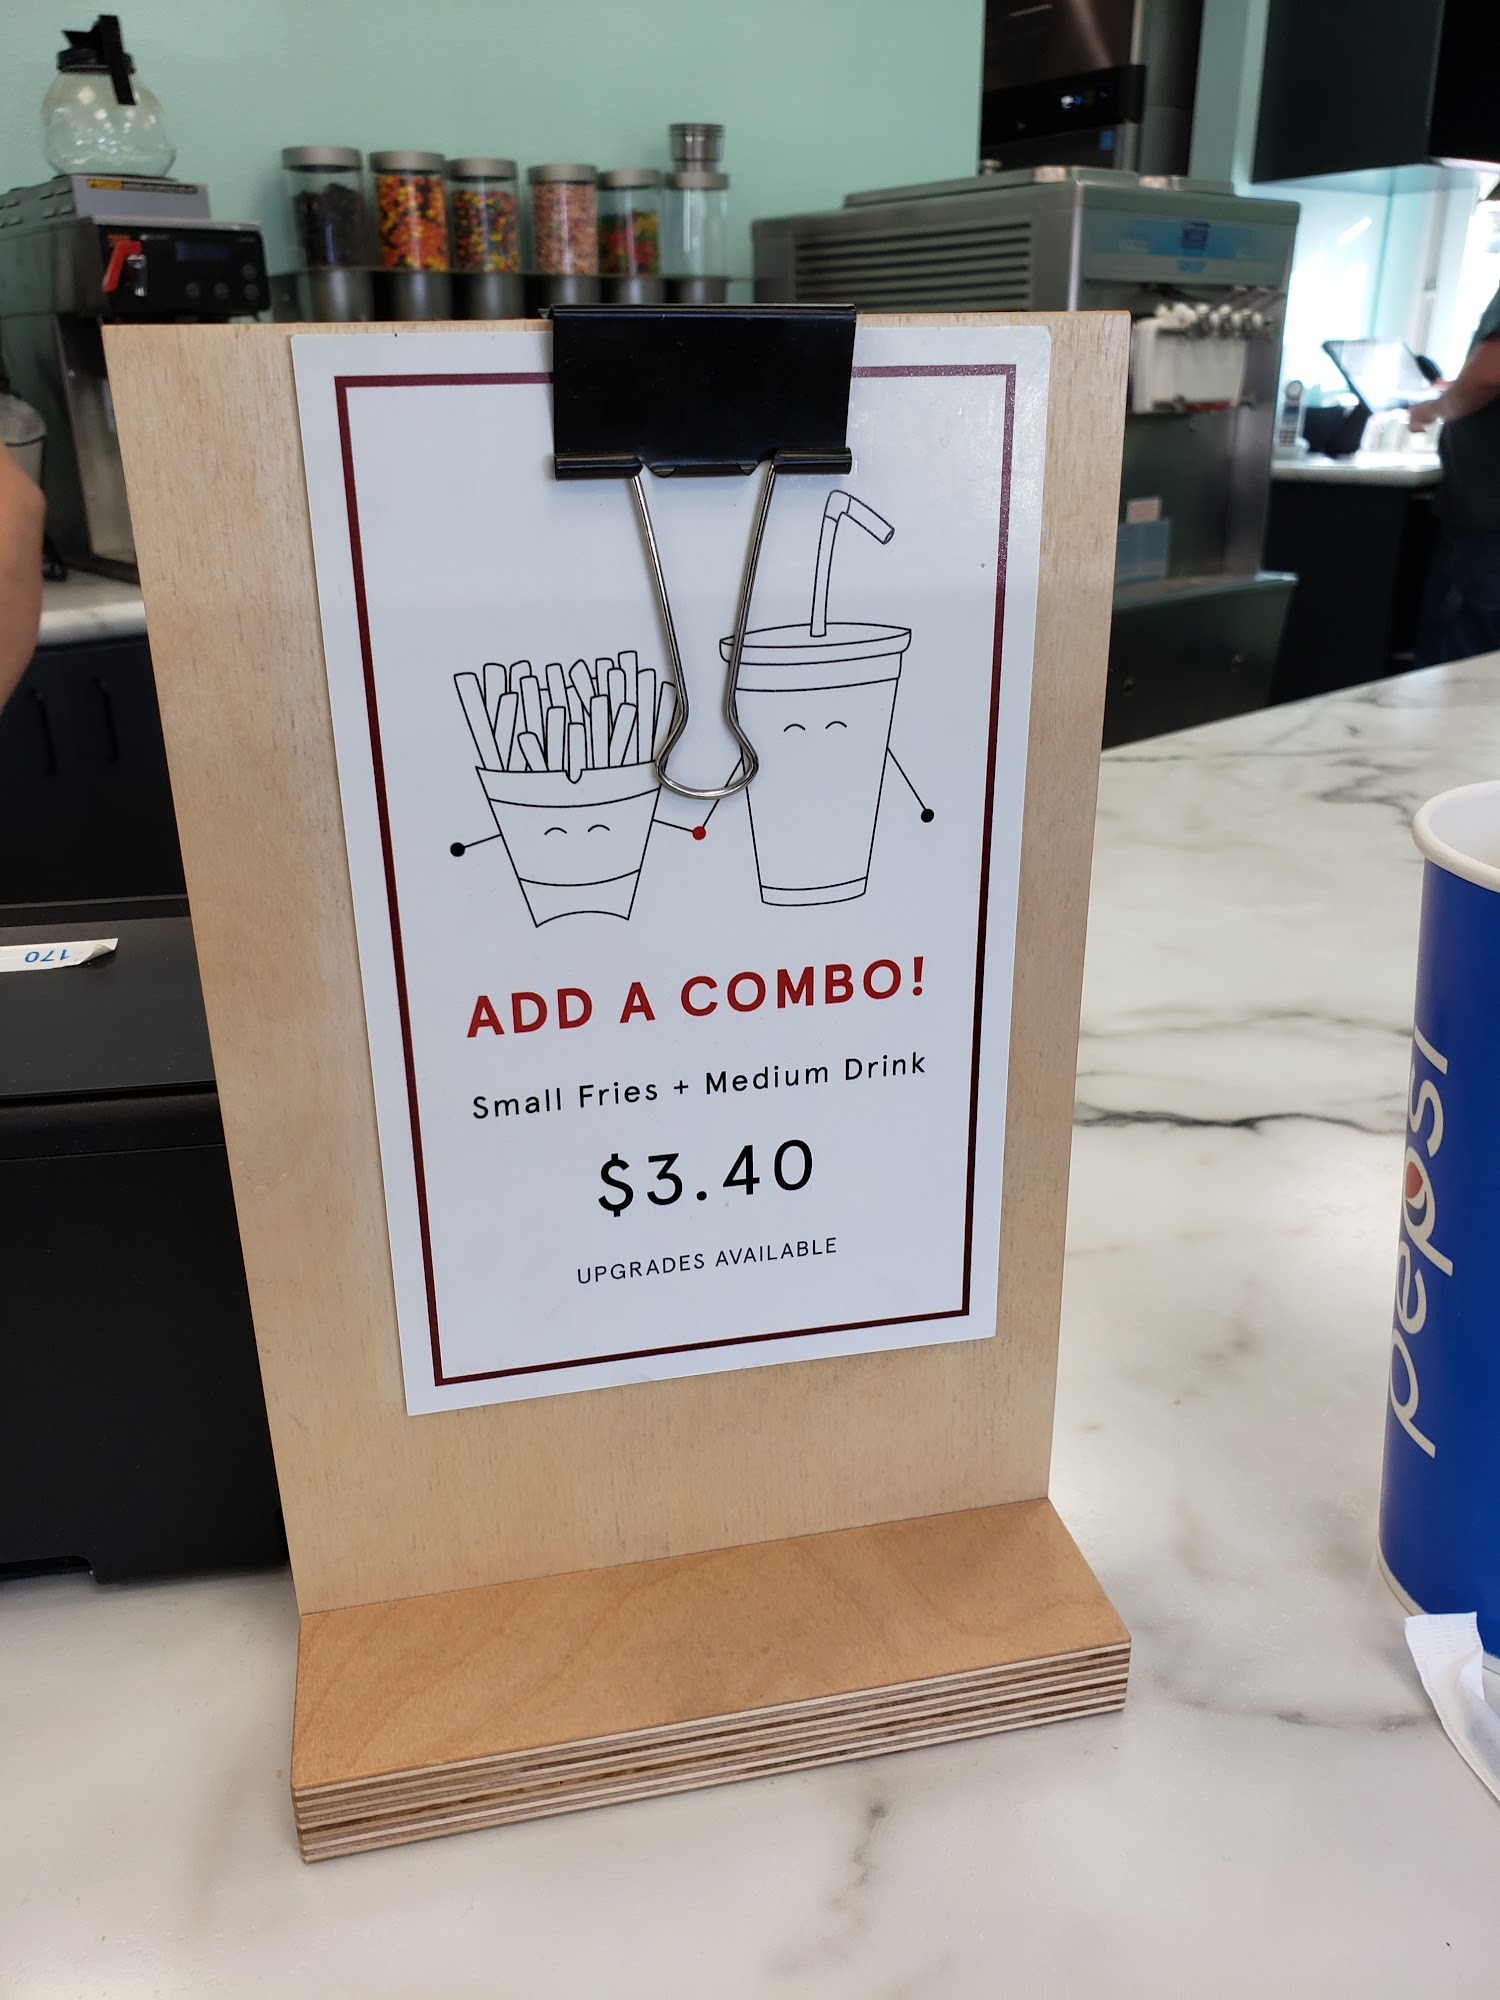 ADD A COMBO!
Small Fries + Medium Drink
$3.40
UPGRADES AVAILABLE
170
pepsi